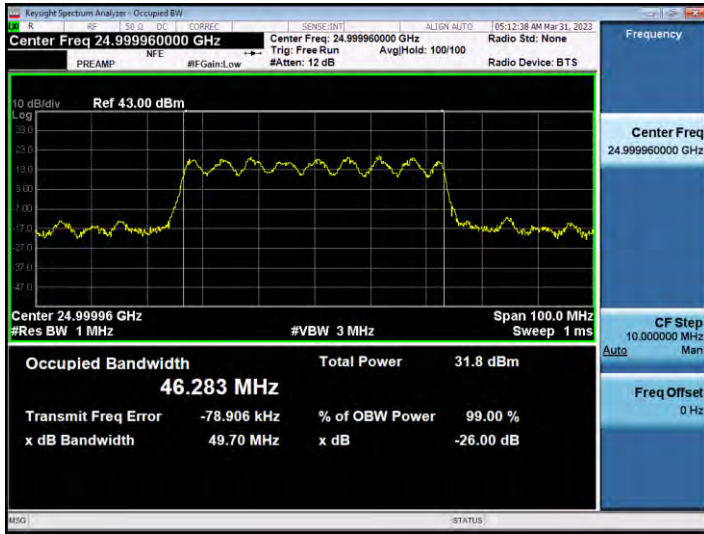 Keysight Spectrum Analyzer - Occupied BW
R RF 50 Ω DC CORREC SENSE:INT ALIGN AUTO 05:12:38 AM Mar 31, 2023
Center Freq 24.999960000 GHz Center Freq: 24.999960000 GHz Radio Std: None Frequency
NFE Trig: Free Run Avg|Hold: 100/100
PREAMP #IFGain:Low #Atten: 12 dB Radio Device: BTS
10 dB/div Ref 43.00 dBm
Log
33.0
23.0
Center Freq
24.999960000 GHz
13.0
3.00
-7.00
-17.0
-27.0
-37.0
-47.0
Center 24.99996 GHz Span 100.0 MHz
#Res BW 1 MHz #VBW 3 MHz Sweep 1 ms
CF Step
10.000000 MHz
Auto Man
Occupied Bandwidth Total Power 31.8 dBm
46.283 MHz
Freq Offset
0 Hz
Transmit Freq Error -78.906 kHz % of OBW Power 99.00 %
x dB Bandwidth 49.70 MHz x dB -26.00 dB
MSG STATUS